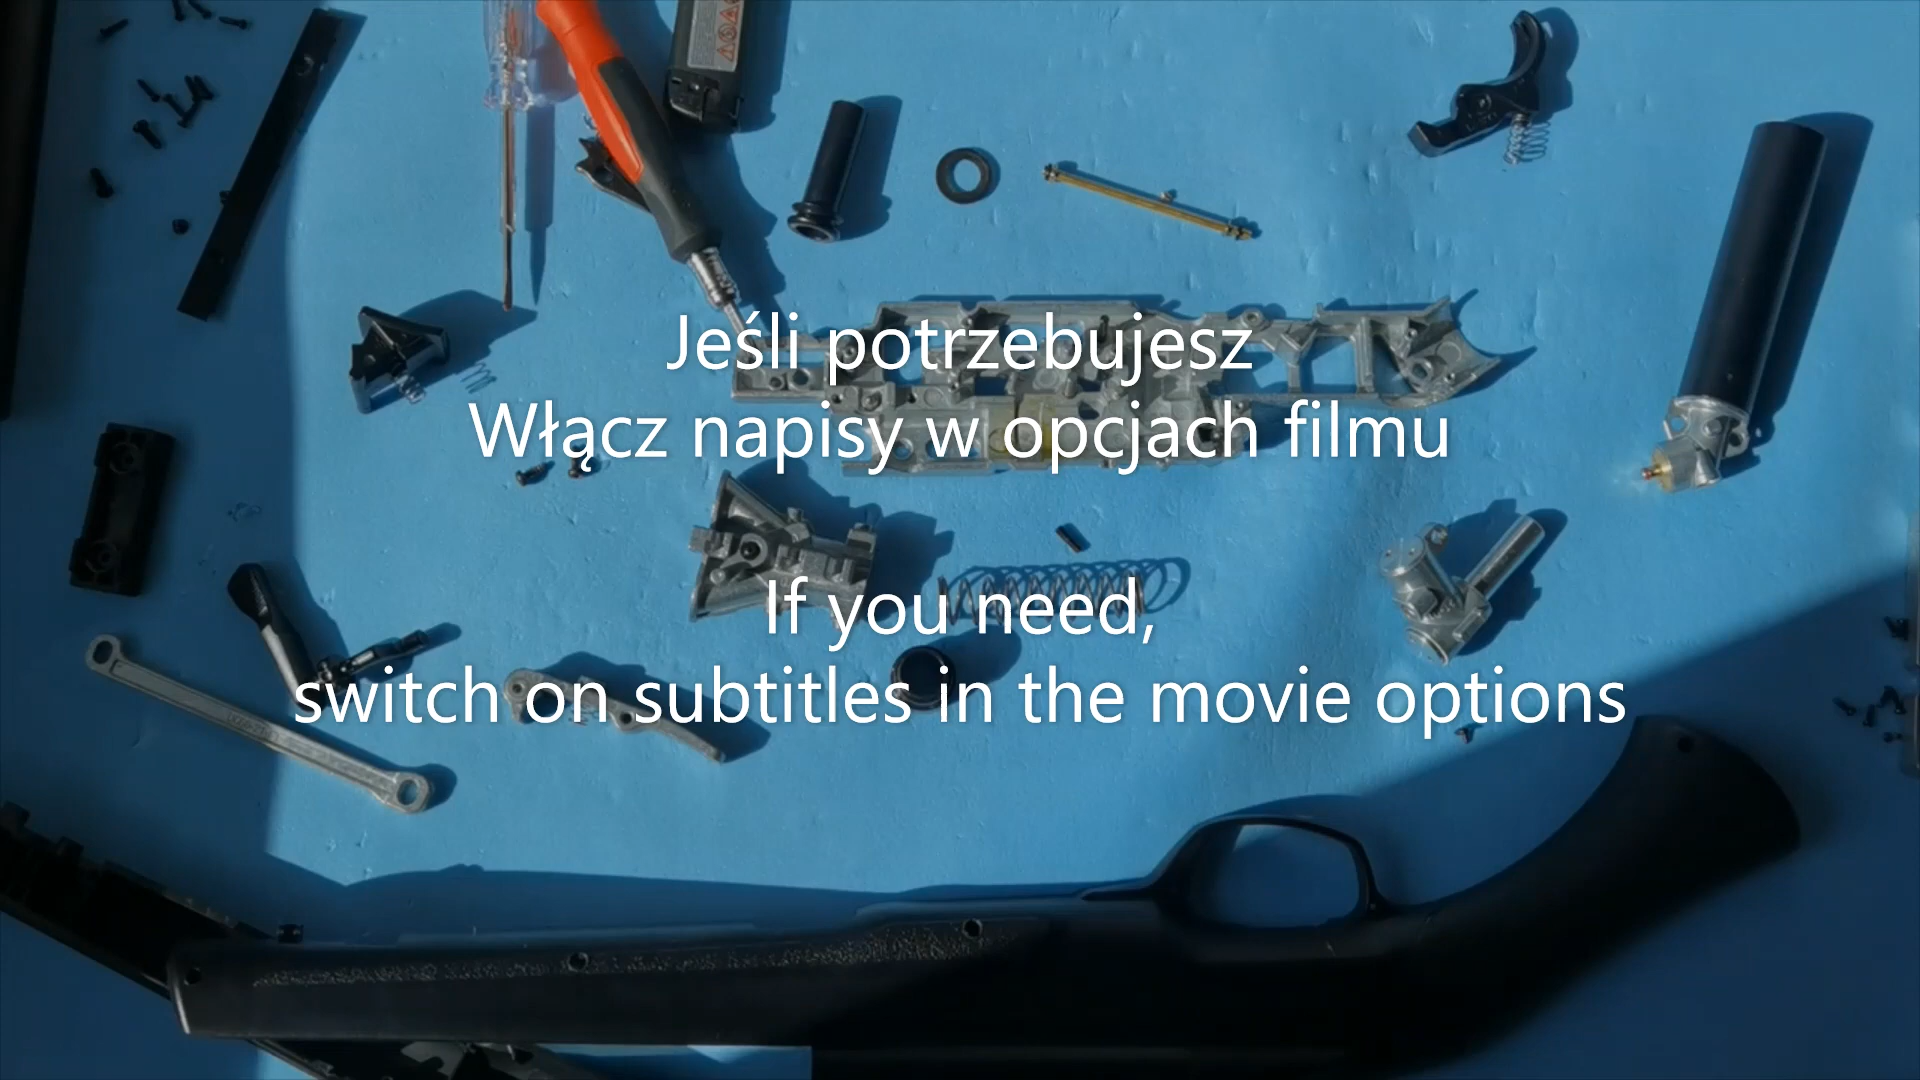 Jeśli potrzebujesz
Włącz napisy w opcjach filmu
If you need,
switch on subtitles in the movie options